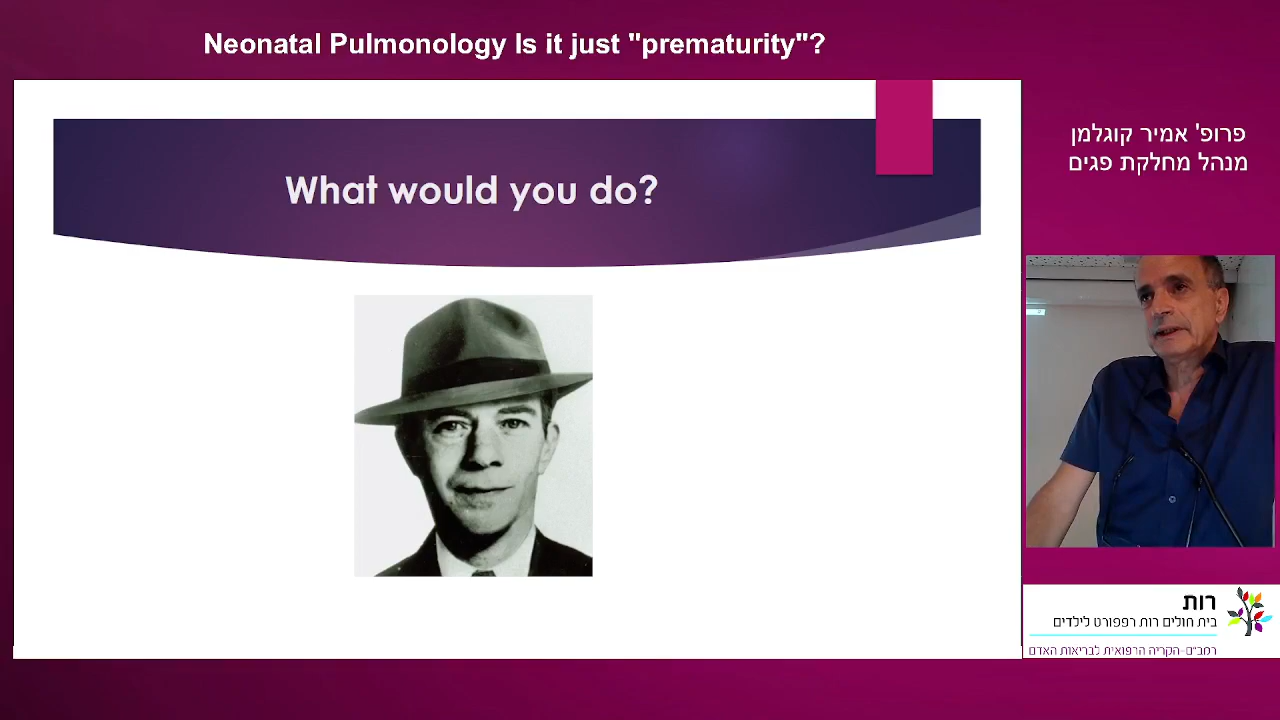 Neonatal Pulmonology Is it just "prematurity"?
What would you do?
פרופ' אמיר קוגלמן
מנהל מחלקת פגים
רות
בית חולים רות רפפורט לילדים
רמב״ם-הקריה הרפואית לבריאות האדם